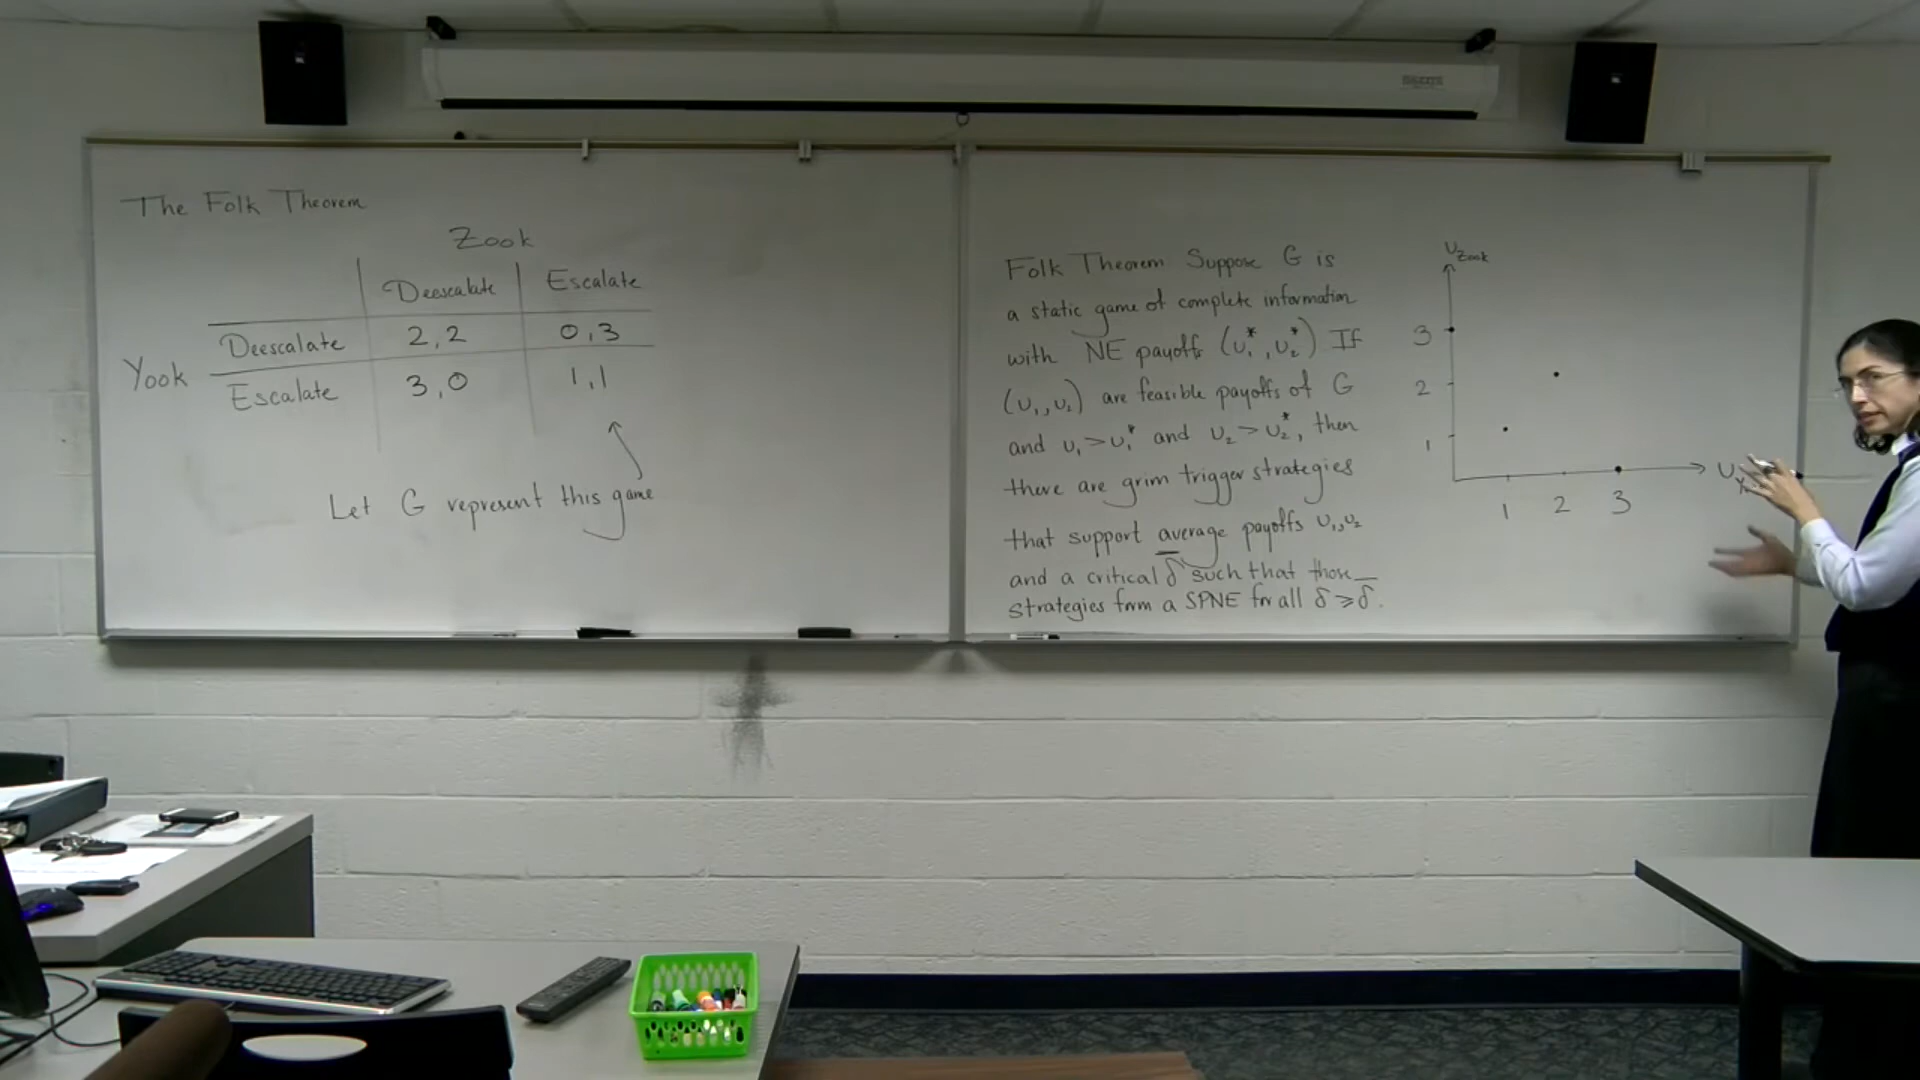 The Folk Theorem
Zook
Deescalate Escalate
Deescalate 2,2 0,3
Yook
Escalate 3,0 1,1
Let G represent this game
Folk Theorem Suppose G is
a static game of complete information
with NE payoffs (U₁*, U₂*) If
(U₁, U₂) are feasible payoffs of G
and U₁ > U₁* and U₂ > U₂*, then
there are grim trigger strategies
that support average payoffs U₁, U₂
and a critical δ̲ such that those
strategies form a SPNE for all δ ≥ δ̲.
U Zook
3
2
1
1 2 3